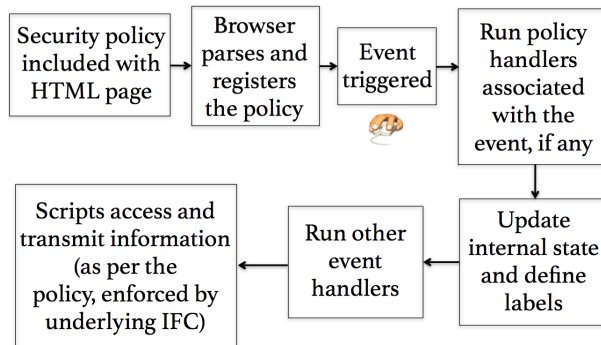 Security policy
included with
HTML page
Browser
parses and
registers
the policy
Event
triggered
Run policy
handlers
associated
with the
event, if any
Update
internal state
and define
labels
Run other
event
handlers
Scripts access and
transmit information
(as per the
policy, enforced by
underlying IFC)